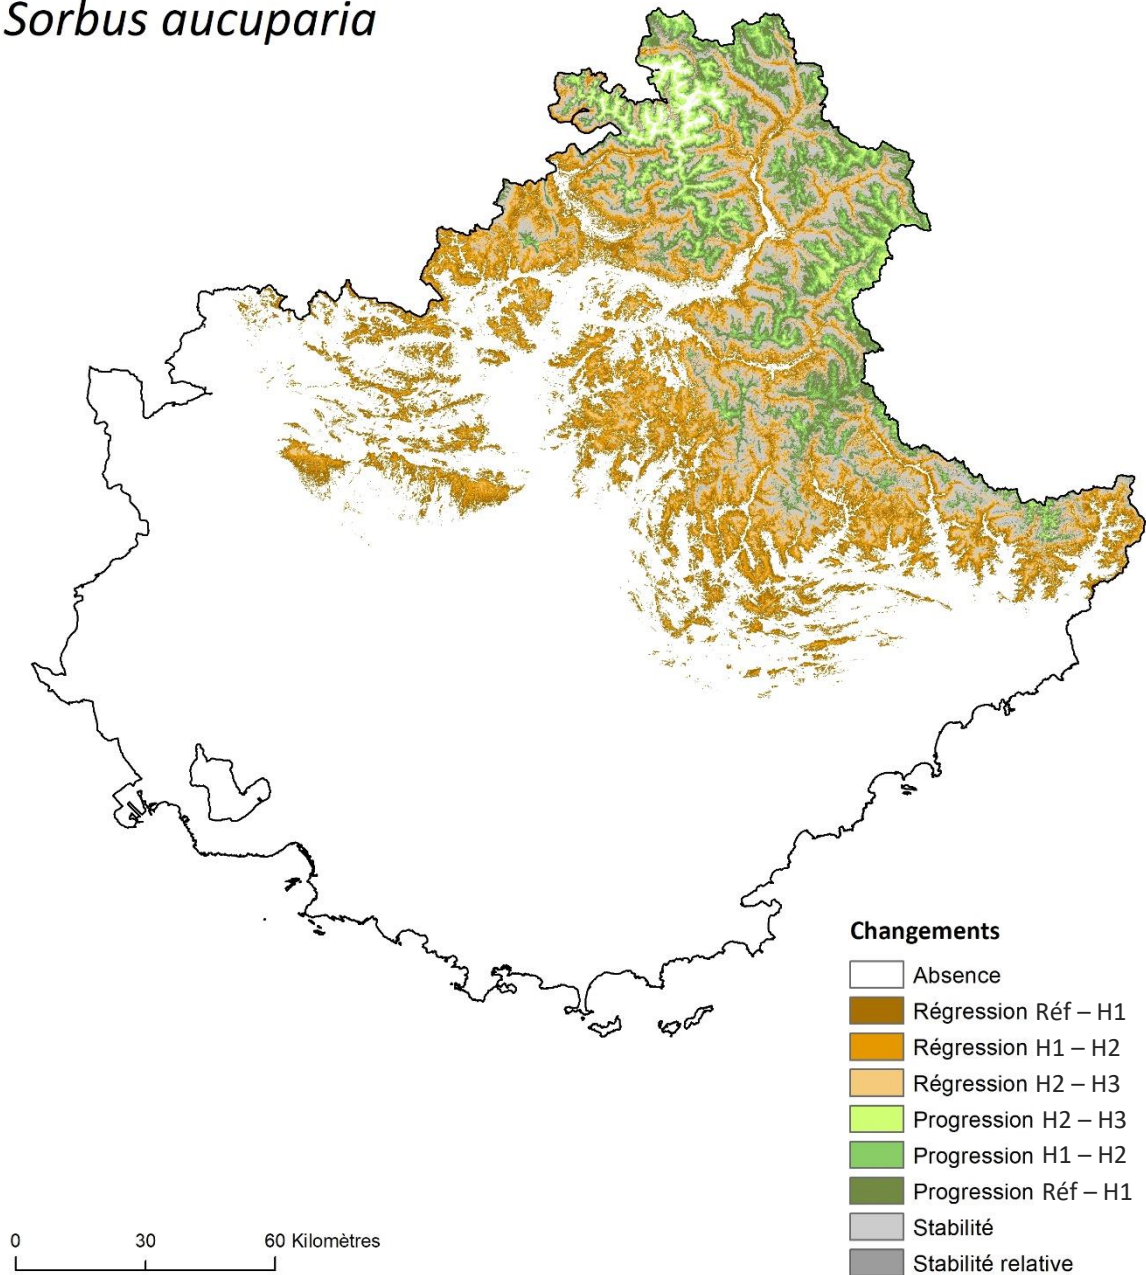 Sorbus aucuparia
Changements
Absence
Régression Réf – H1
Régression H1 – H2
Régression H2 – H3
Progression H2 – H3
Progression H1 – H2
Progression Réf – H1
Stabilité
Stabilité relative
0 30 60 Kilomètres